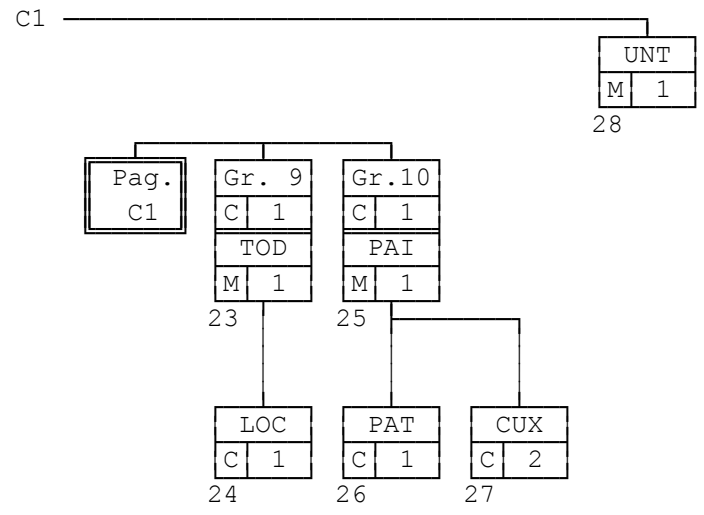 C1
UNT
M 1
28
Pag. Gr. 9 Gr.10
C1 C 1 C 1
TOD PAI
M 1 M 1
23 25
LOC PAT CUX
C 1 C 1 C 2
24 26 27